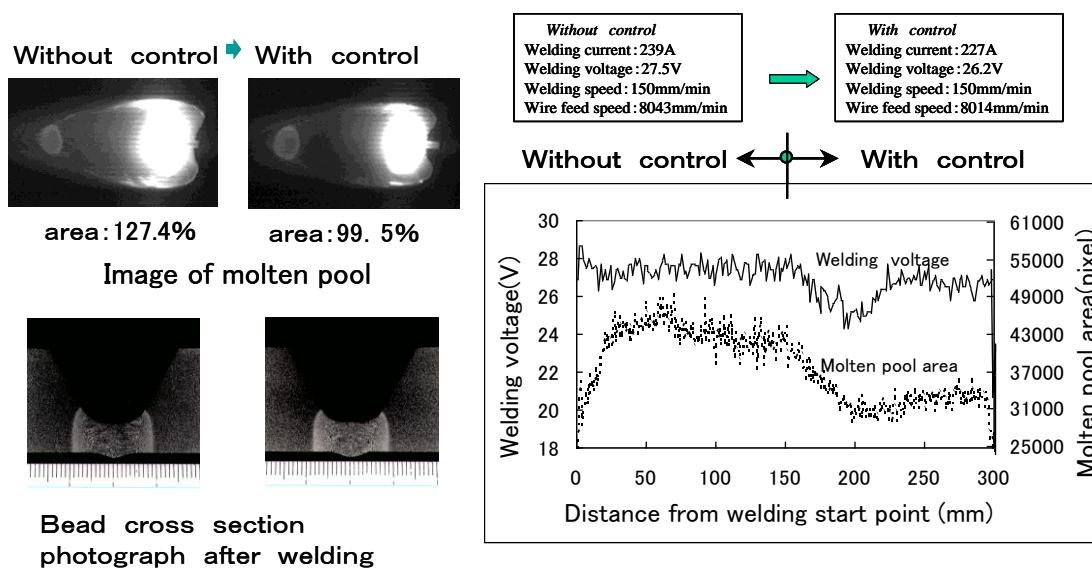 Without control
With control
area:127.4%
area:99. 5%
Image of molten pool
Bead cross section
photograph after welding
Without control
Welding current:239A
Welding voltage:27.5V
Welding speed:150mm/min
Wire feed speed:8043mm/min
With control
Welding current:227A
Welding voltage:26.2V
Welding speed:150mm/min
Wire feed speed:8014mm/min
Without control
With control
Welding voltage(V)
30
28
26
24
22
20
18
Welding voltage
Molten pool area
61000
55000
49000
43000
37000
31000
25000
Molten pool area(pixel)
0 50 100 150 200 250 300
Distance from welding start point (mm)